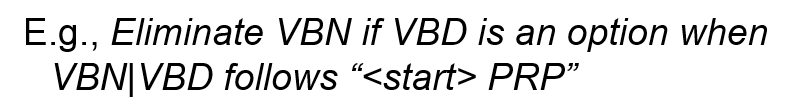 E.g., Eliminate VBN if VBD is an option when
VBN|VBD follows “<start> PRP”